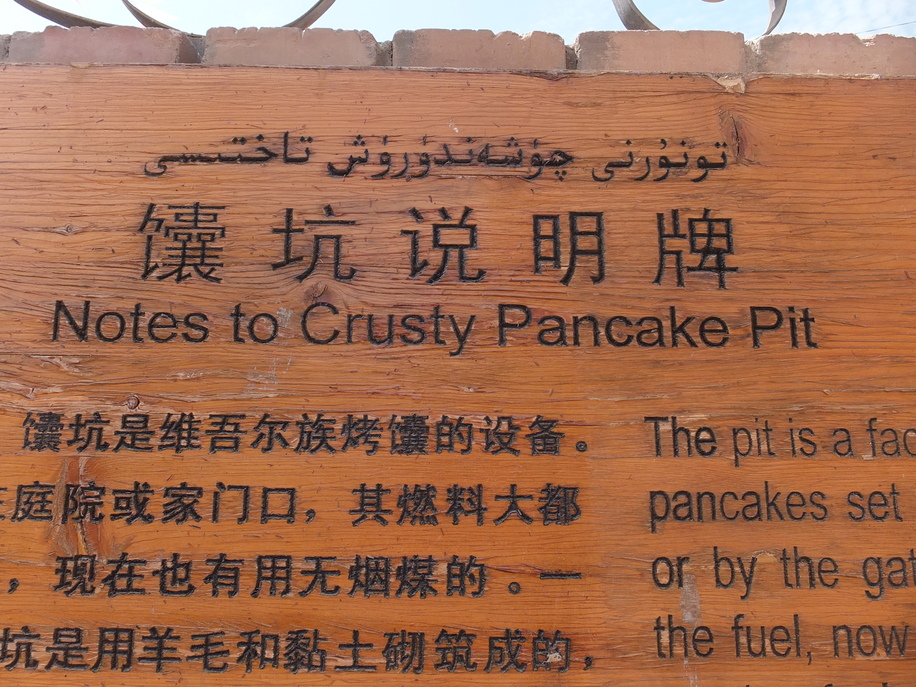 تونۇرنى چۈشەندۈرۈش تاختىسى
馕坑说明牌
Notes to Crusty Pancake Pit
馕坑是维吾尔族烤馕的设备。
庭院或家门口，其燃料大都
，现在也有用无烟煤的。一
坑是用羊毛和黏土砌筑成的，
The pit is a fac
pancakes set
or by the gat
the fuel, now